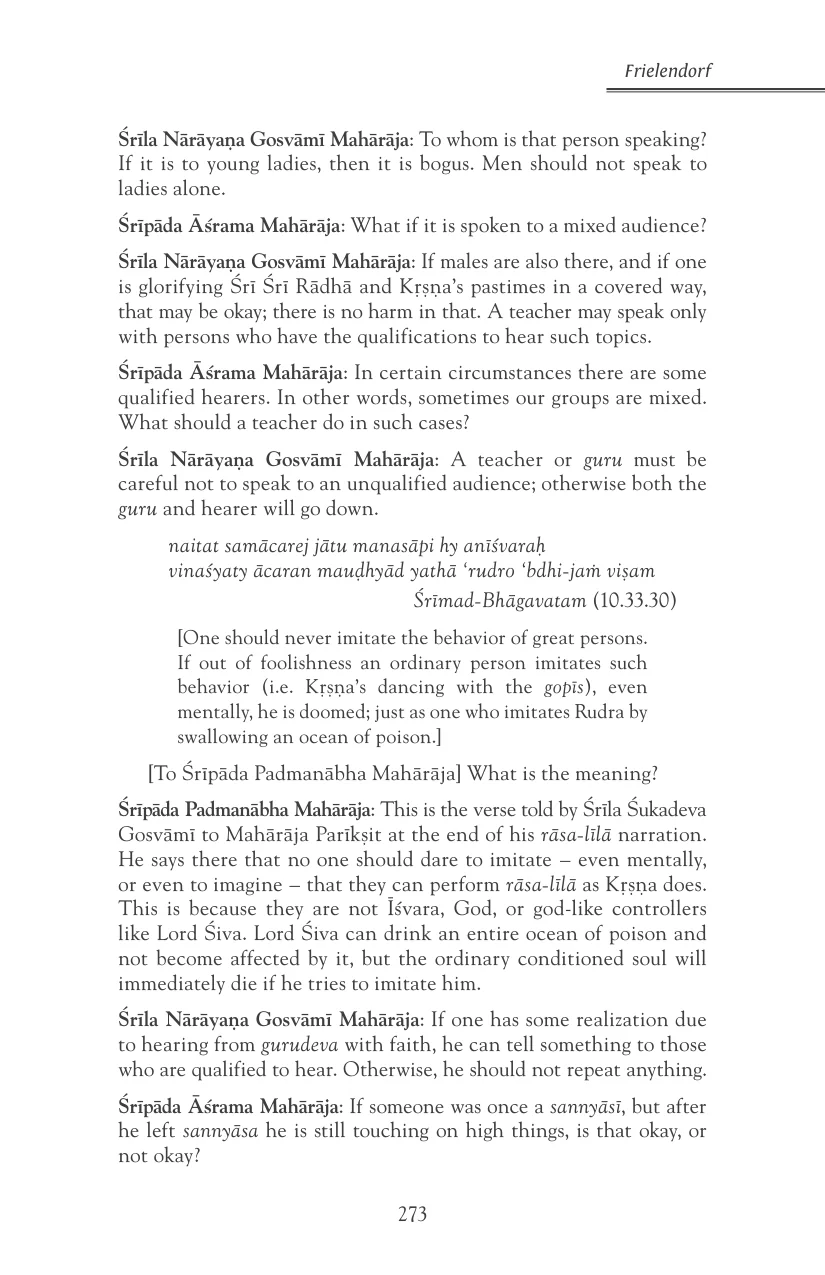 Frielendorf
Śrīla Nārāyaṇa Gosvāmī Mahārāja: To whom is that person speaking?
If it is to young ladies, then it is bogus. Men should not speak to
ladies alone.
Śrīpāda Āśrama Mahārāja: What if it is spoken to a mixed audience?
Śrīla Nārāyaṇa Gosvāmī Mahārāja: If males are also there, and if one
is glorifying Śrī Śrī Rādhā and Kṛṣṇa’s pastimes in a covered way,
that may be okay; there is no harm in that. A teacher may speak only
with persons who have the qualifications to hear such topics.
Śrīpāda Āśrama Mahārāja: In certain circumstances there are some
qualified hearers. In other words, sometimes our groups are mixed.
What should a teacher do in such cases?
Śrīla Nārāyaṇa Gosvāmī Mahārāja: A teacher or guru must be
careful not to speak to an unqualified audience; otherwise both the
guru and hearer will go down.
naitat samācarej jātu manasāpi hy anīśvaraḥ
vinaśyaty ācaran mauḍhyād yathā ‘rudro ‘bdhi-jaṁ viṣam
Śrīmad-Bhāgavatam (10.33.30)
[One should never imitate the behavior of great persons.
If out of foolishness an ordinary person imitates such
behavior (i.e. Kṛṣṇa’s dancing with the gopīs), even
mentally, he is doomed; just as one who imitates Rudra by
swallowing an ocean of poison.]
[To Śrīpāda Padmanābha Mahārāja] What is the meaning?
Śrīpāda Padmanābha Mahārāja: This is the verse told by Śrīla Śukadeva
Gosvāmī to Mahārāja Parīkṣit at the end of his rāsa-līlā narration.
He says there that no one should dare to imitate – even mentally,
or even to imagine – that they can perform rāsa-līlā as Kṛṣṇa does.
This is because they are not Īśvara, God, or god-like controllers
like Lord Śiva. Lord Śiva can drink an entire ocean of poison and
not become affected by it, but the ordinary conditioned soul will
immediately die if he tries to imitate him.
Śrīla Nārāyaṇa Gosvāmī Mahārāja: If one has some realization due
to hearing from gurudeva with faith, he can tell something to those
who are qualified to hear. Otherwise, he should not repeat anything.
Śrīpāda Āśrama Mahārāja: If someone was once a sannyāsī, but after
he left sannyāsa he is still touching on high things, is that okay, or
not okay?
273